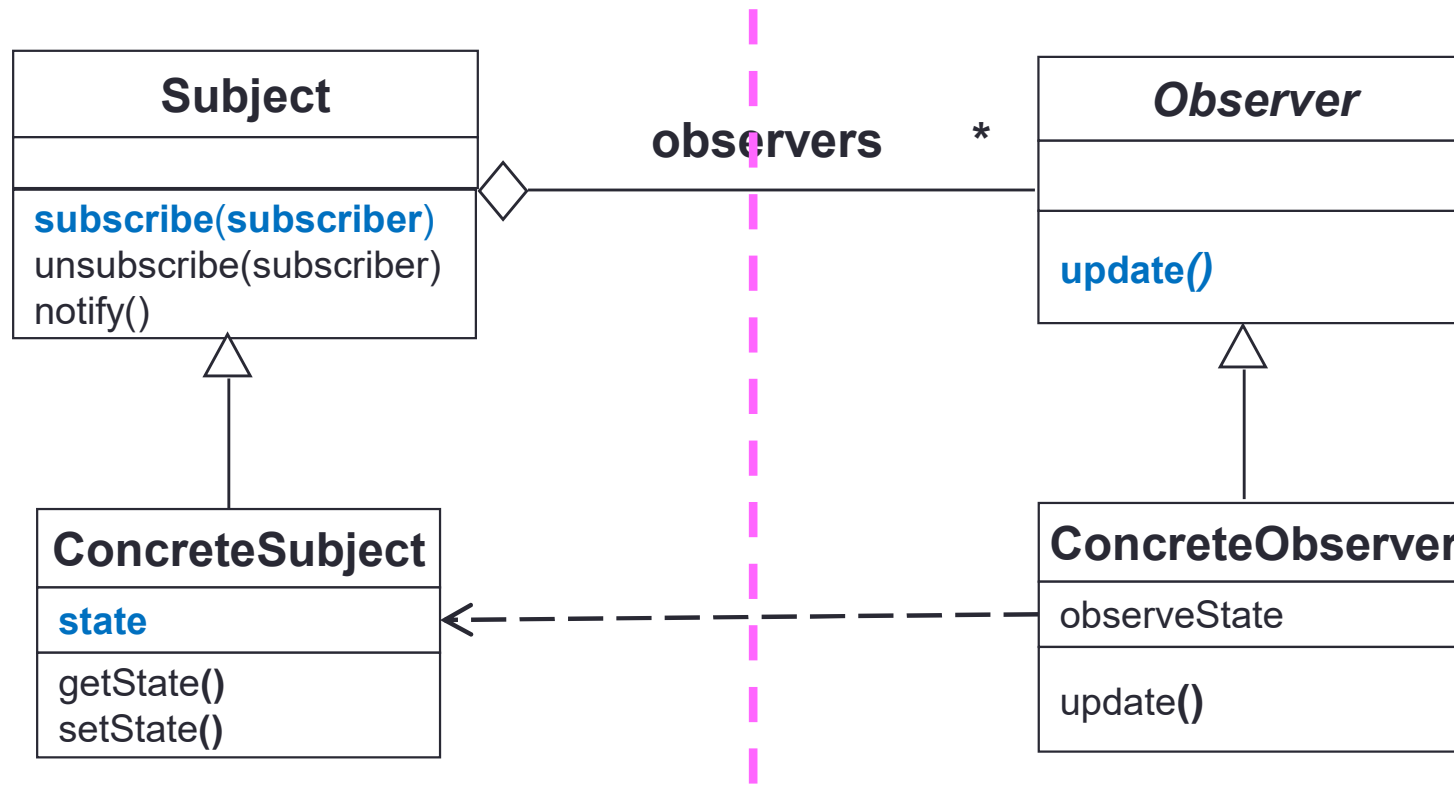 Subject
subscribe(subscriber)
unsubscribe(subscriber)
notify()
observers *
Observer
update()
ConcreteSubject
state
getState()
setState()
ConcreteObserver
observeState
update()